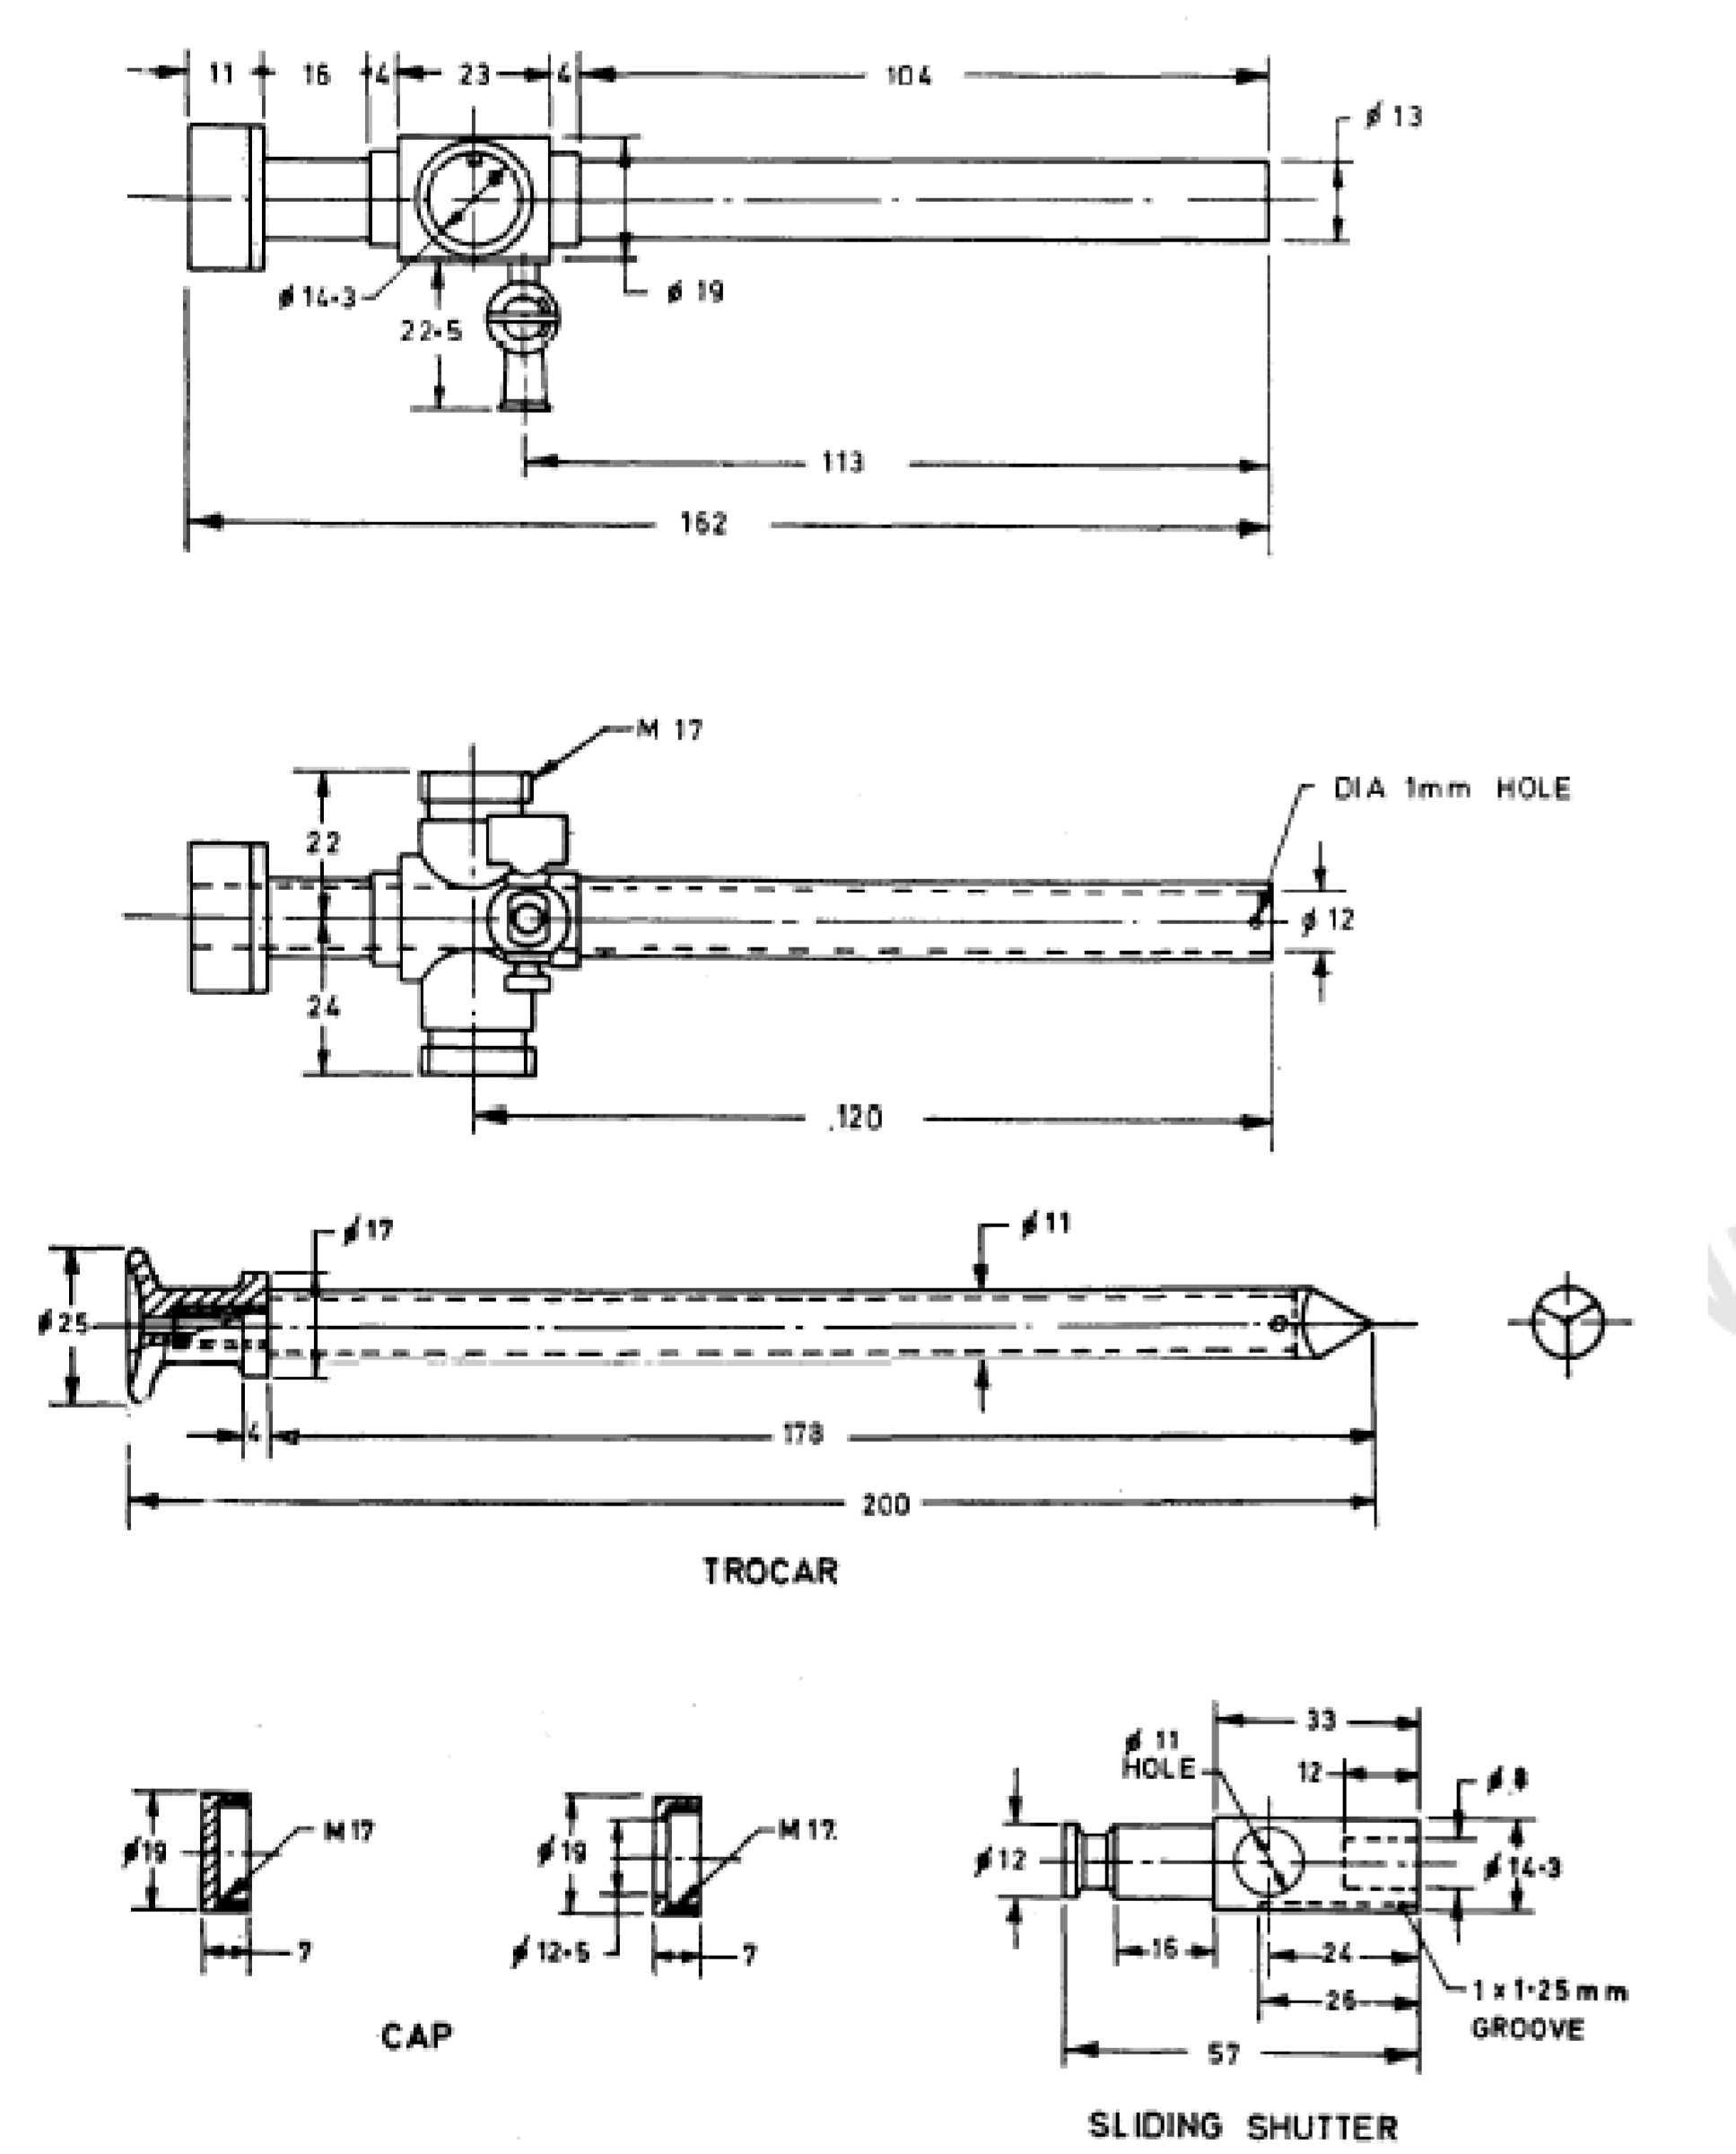 11 16 4 23 4 104
ø 13
ø 14·3
ø 19
22·5
113
162
M 17
DIA 1mm HOLE
22
ø 12
24
120
ø 17
ø 11
ø 25
4 178
200
TROCAR
33
ø 11
HOLE
12
ø 8
M 17
M 17
ø 19
ø 19
ø 12
ø 14·3
ø 12·5
7
7
16
24
26
1 x 1·25 mm
GROOVE
57
CAP
SLIDING SHUTTER